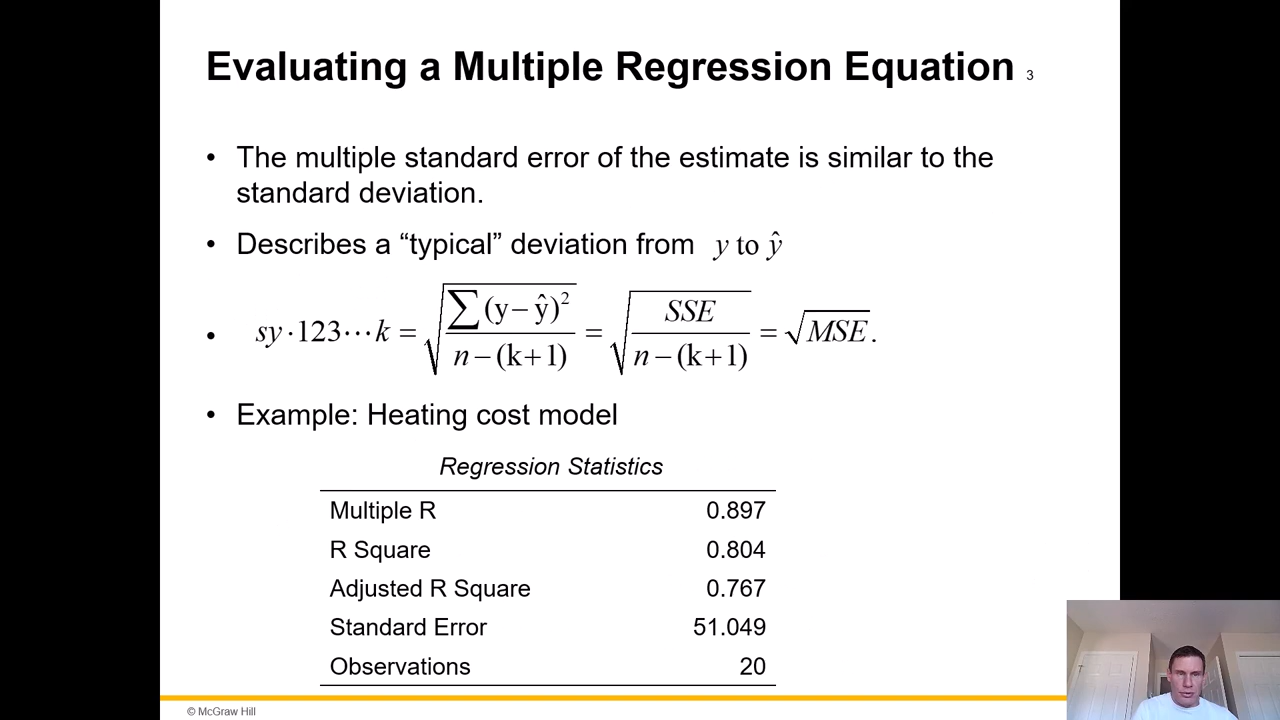 Evaluating a Multiple Regression Equation 3
• The multiple standard error of the estimate is similar to the
standard deviation.
• Describes a “typical” deviation from y to ŷ
• sy·123⋯k = √(∑(y−ŷ)² / n−(k+1)) = √(SSE / n−(k+1)) = √MSE.
• Example: Heating cost model
Regression Statistics
Multiple R 0.897
R Square 0.804
Adjusted R Square 0.767
Standard Error 51.049
Observations 20
© McGraw Hill